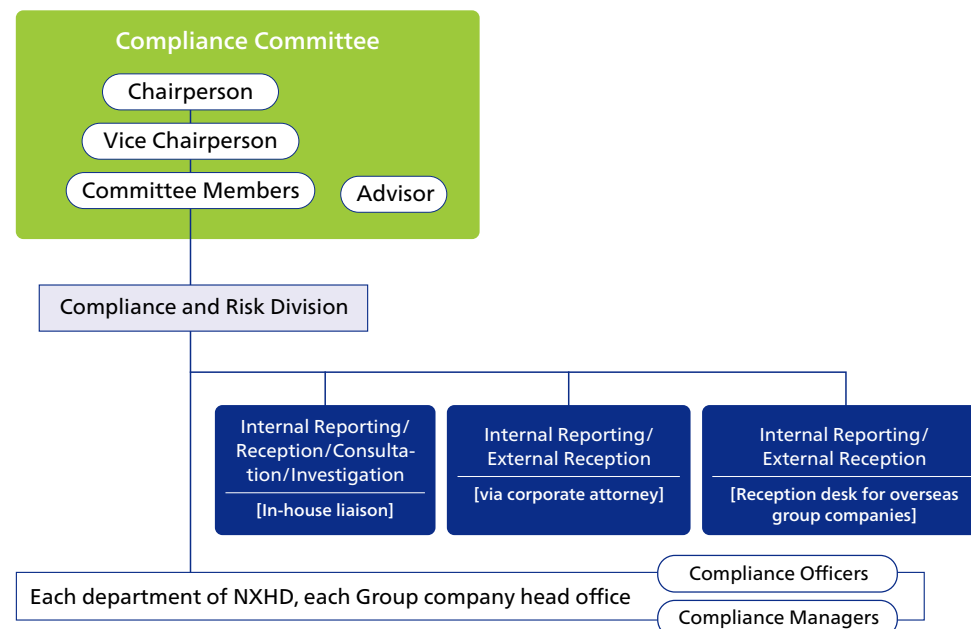 Compliance Committee
Chairperson
Vice Chairperson
Committee Members
Advisor
Compliance and Risk Division
Internal Reporting/
Reception/Consulta-
tion/Investigation
[In-house liaison]
Internal Reporting/
External Reception
[via corporate attorney]
Internal Reporting/
External Reception
[Reception desk for overseas
group companies]
Each department of NXHD, each Group company head office
Compliance Officers
Compliance Managers